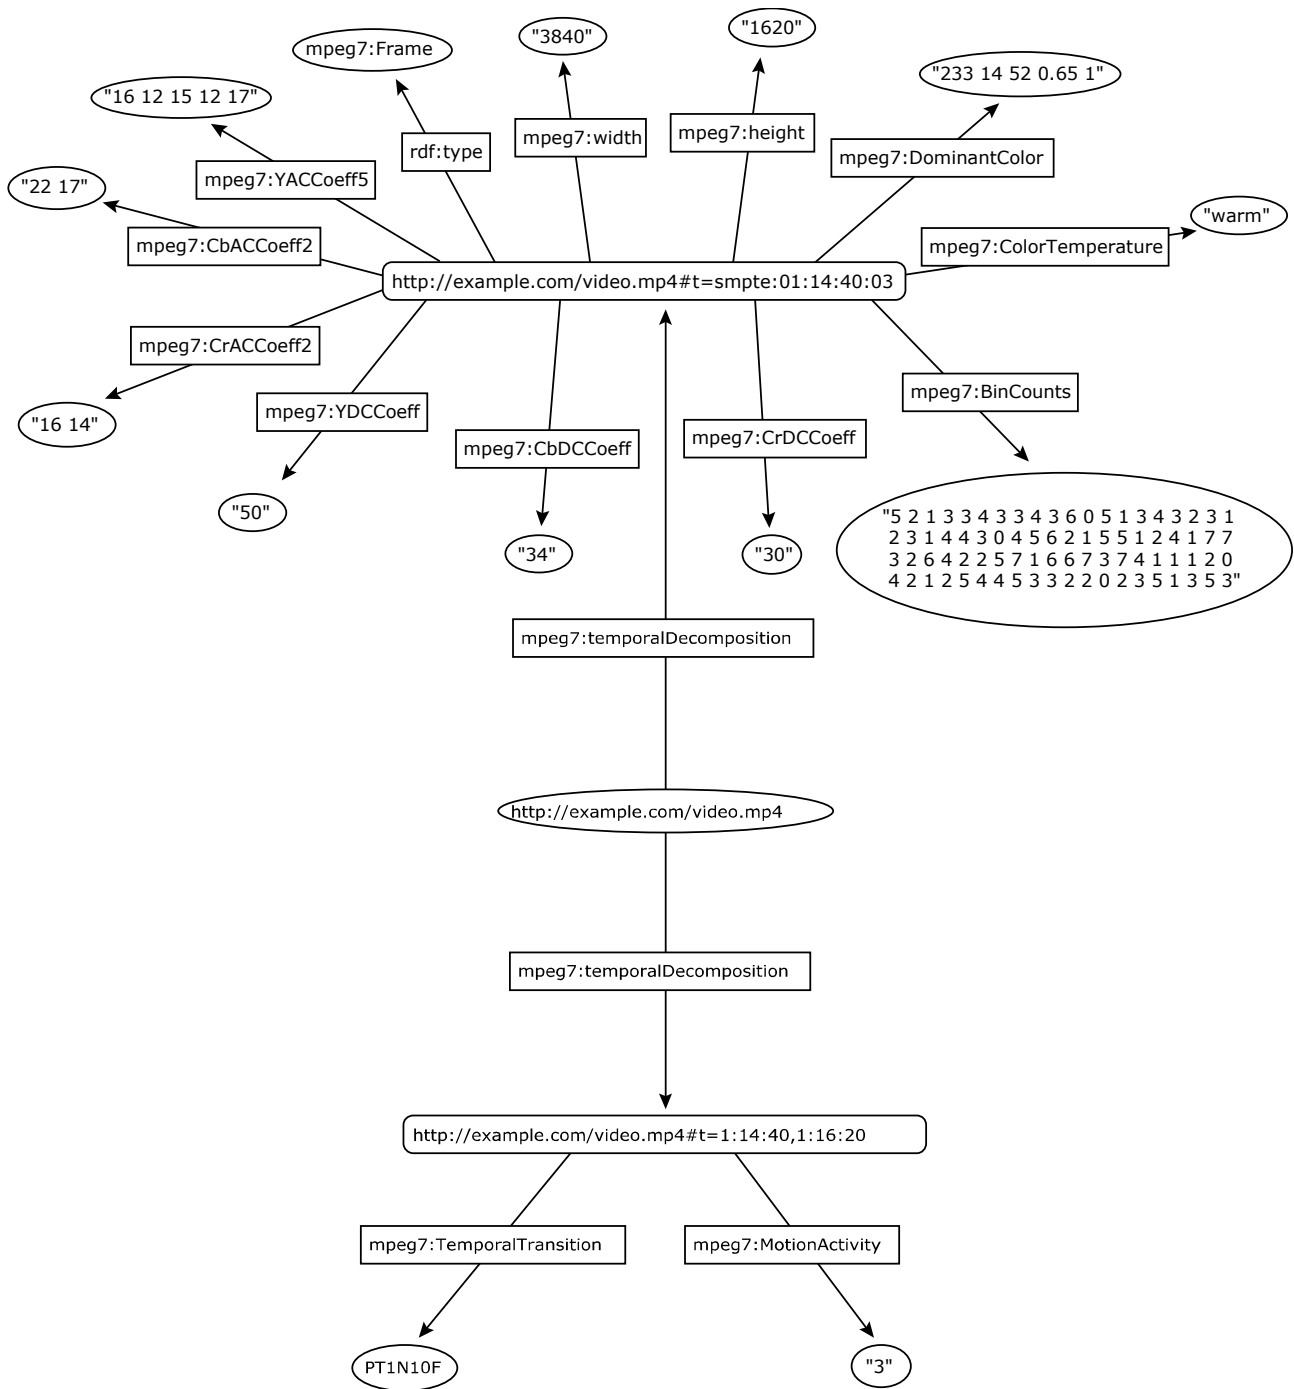 "1620"
"3840"
mpeg7:Frame
"233 14 52 0.65 1"
"16 12 15 12 17"
mpeg7:height
mpeg7:width
rdf:type
mpeg7:DominantColor
mpeg7:YACCoeff5
"22 17"
"warm"
mpeg7:CbACCoeff2
mpeg7:ColorTemperature
http://example.com/video.mp4#t=smpte:01:14:40:03
mpeg7:CrACCoeff2
mpeg7:BinCounts
mpeg7:YDCCoeff
"16 14"
mpeg7:CbDCCoeff
mpeg7:CrDCCoeff
"50"
"34"
"30"
"5 2 1 3 3 4 3 3 4 3 6 0 5 1 3 4 3 2 3 1
2 3 1 4 4 3 0 4 5 6 2 1 5 5 1 2 4 1 7 7
3 2 6 4 2 2 5 7 1 6 6 7 3 7 4 1 1 1 2 0
4 2 1 2 5 4 4 5 3 3 2 2 0 2 3 5 1 3 5 3"
mpeg7:temporalDecomposition
http://example.com/video.mp4
mpeg7:temporalDecomposition
http://example.com/video.mp4#t=1:14:40,1:16:20
mpeg7:TemporalTransition
mpeg7:MotionActivity
PT1N10F
"3"